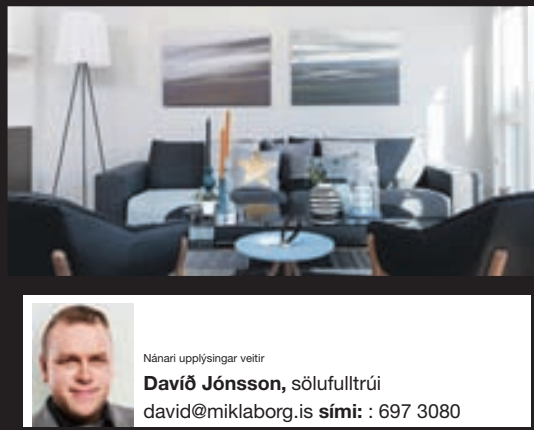 Nánari upplýsingar veitir
Davíð Jónsson, sölufulltrúi
david@miklaborg.is sími: : 697 3080